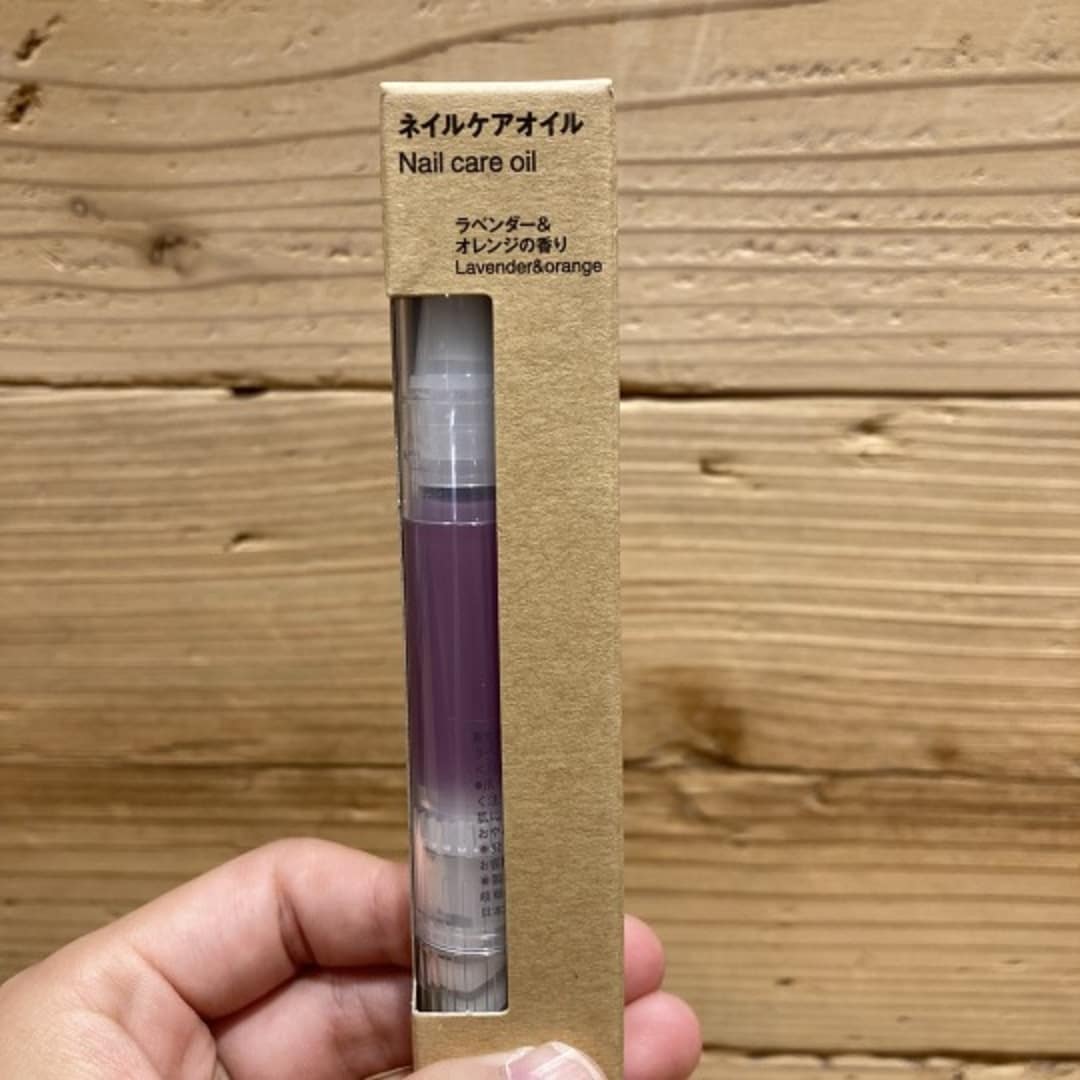 ネイルケアオイル
Nail care oil
ラベンダー&
オレンジの香り
Lavender&orange